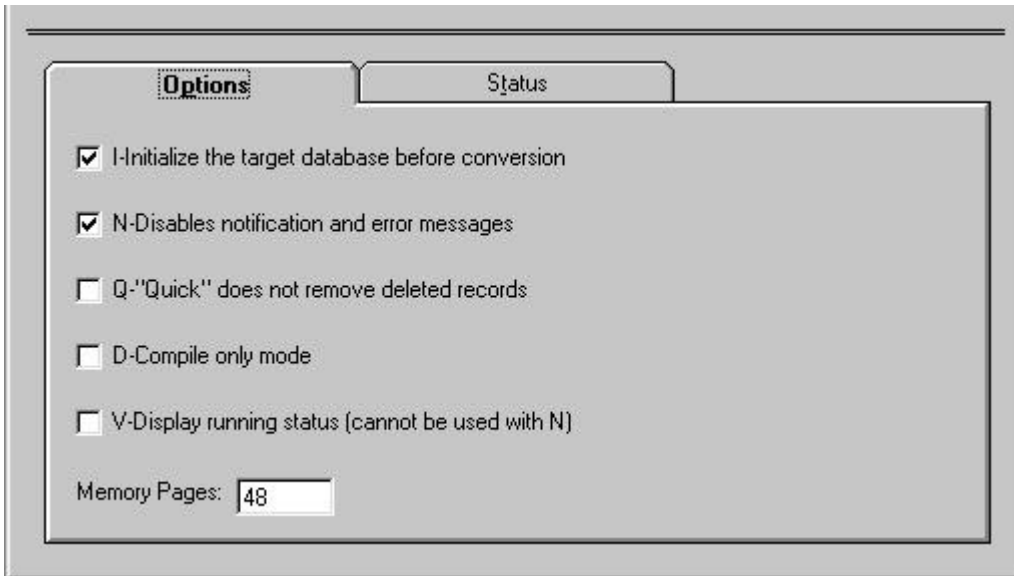 Options
Status
I-Initialize the target database before conversion
N-Disables notification and error messages
Q-"Quick" does not remove deleted records
D-Compile only mode
V-Display running status (cannot be used with N)
Memory Pages: 48